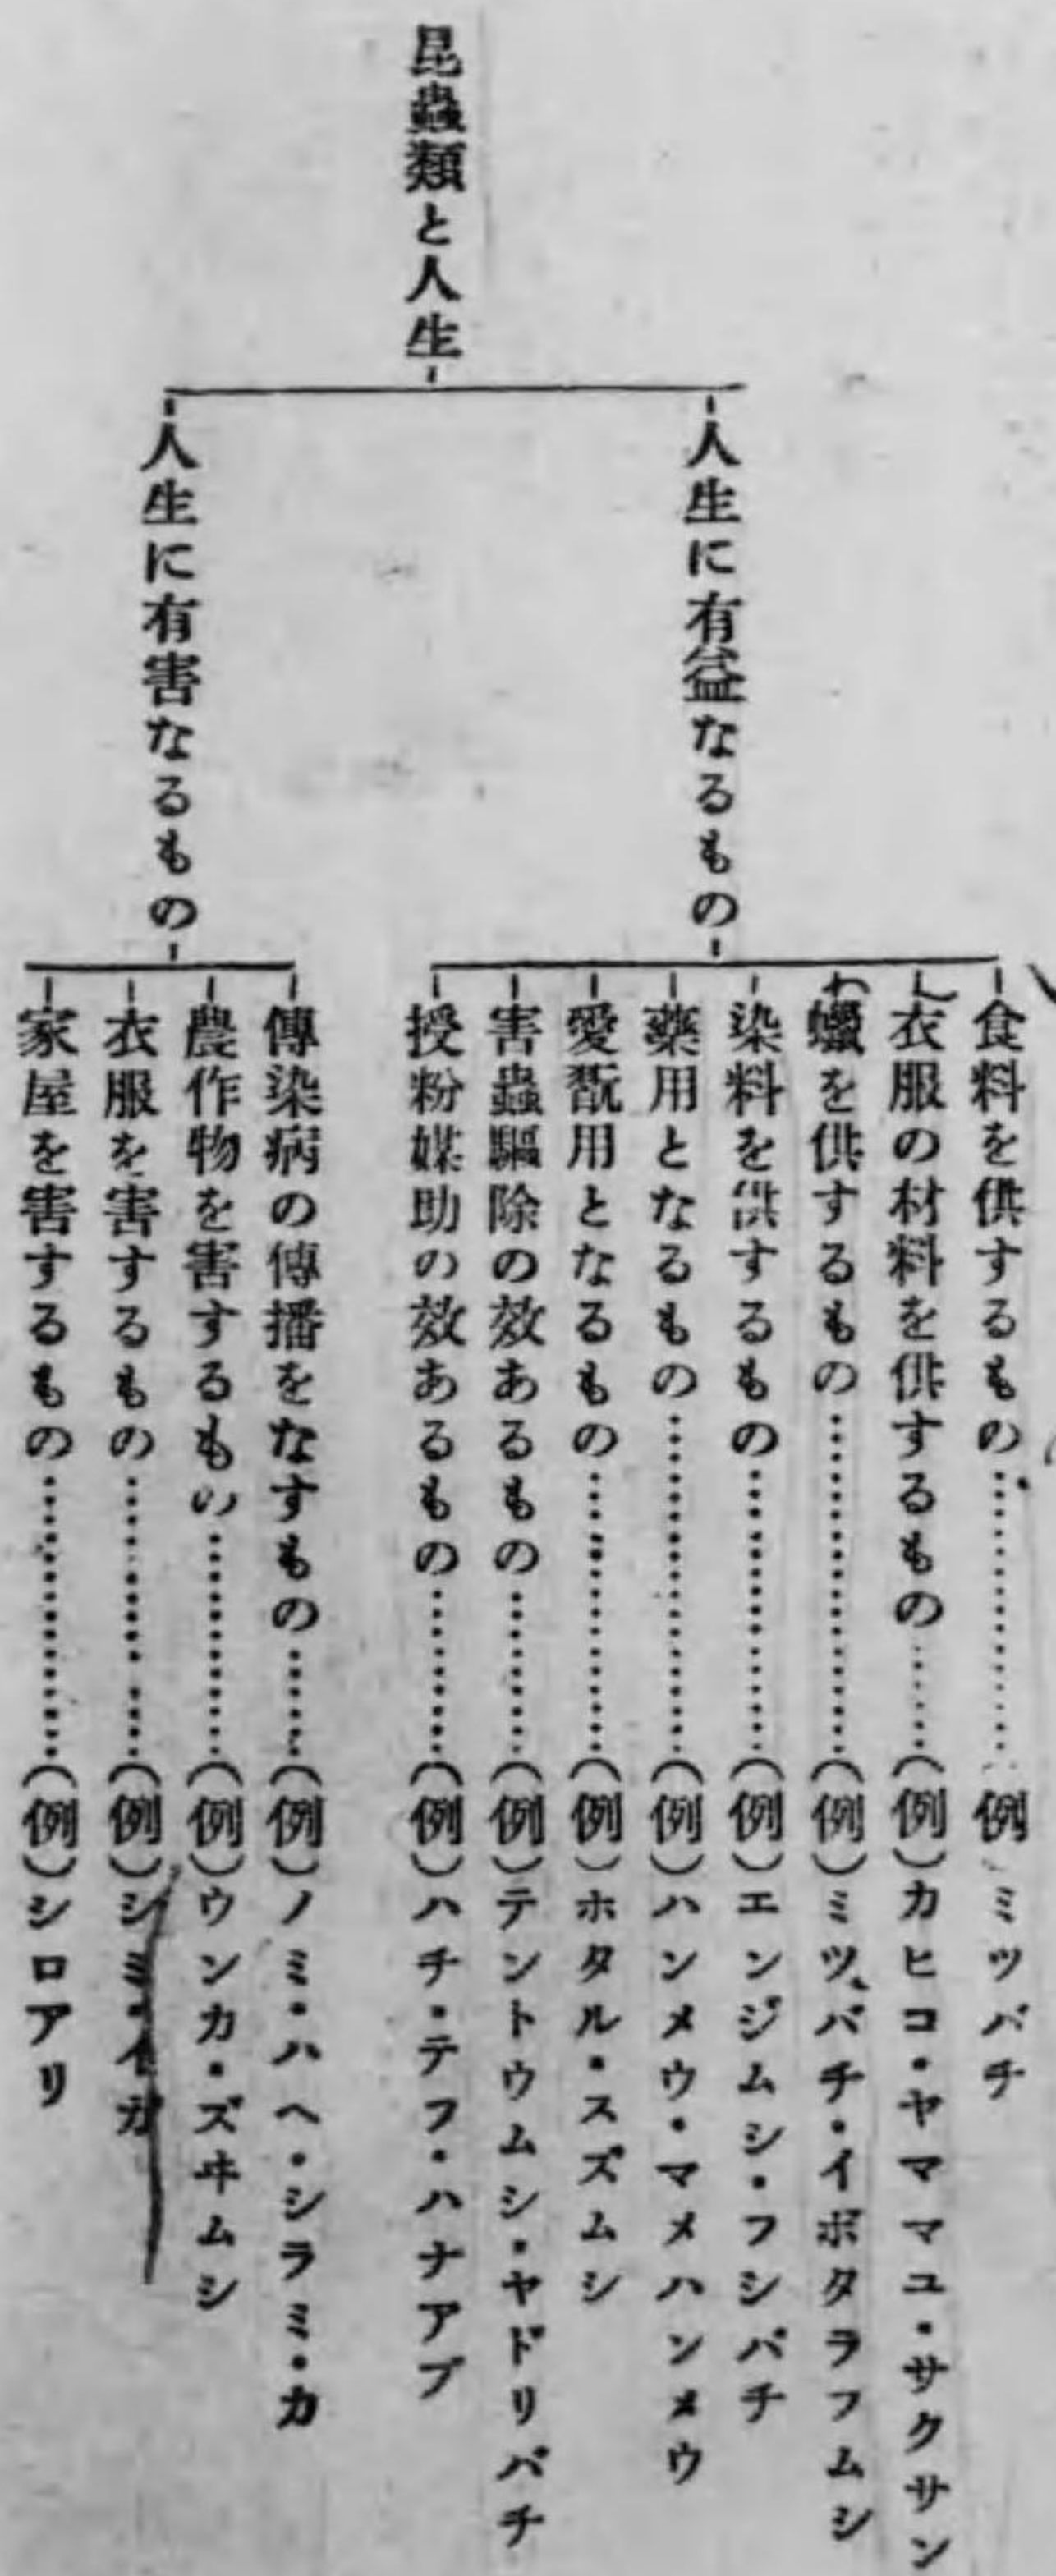 昆蟲類と人生
人生に有益なるもの
食料を供するもの…………(例)ミツバチ
衣服の材料を供するもの……(例)カヒコ・ヤママユ・サクサン
蠟を供するもの……………(例)ミツバチ・イボタラフムシ
染料を供するもの…………(例)エンジムシ・フシバチ
藥用となるもの……………(例)ハンメウ・マメハンメウ
愛翫用となるもの…………(例)ホタル・スズムシ
害蟲驅除の效あるもの………(例)テントウムシ・ヤドリバチ
授粉媒助の效あるもの………(例)ハチ・テフ・ハナアブ
人生に有害なるもの
傳染病の傳播をなすもの……(例)ノミ・ハヘ・シラミ・カ
農作物を害するもの…………(例)ウンカ・ズヰムシ
衣服を害するもの…………(例)シミ・イガ
家屋を害するもの…………(例)シロアリ